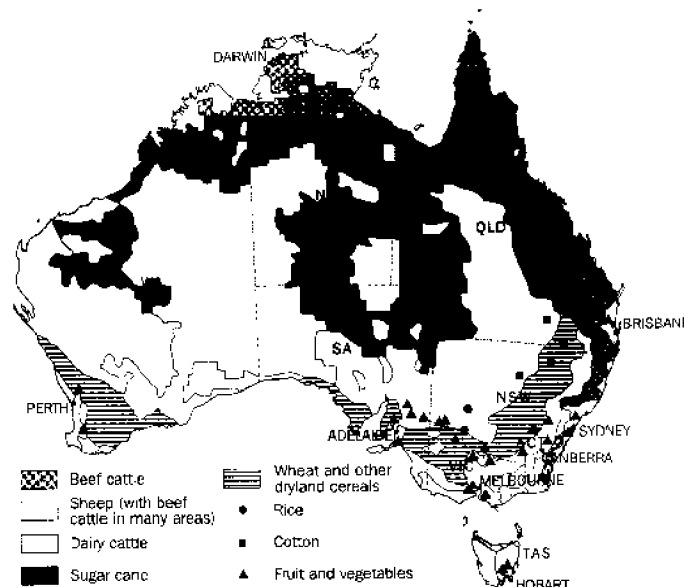 DARWIN
N
QLD
BRISBANE
SA
NSW
PERTH
ADELAIDE
SYDNEY
ACT
CANBERRA
VIC
MELBOURNE
TAS
HOBART
Beef cattle
Sheep (with beef
cattle in many areas)
Dairy cattle
Sugar cane
Wheat and other
dryland cereals
Rice
Cotton
Fruit and vegetables